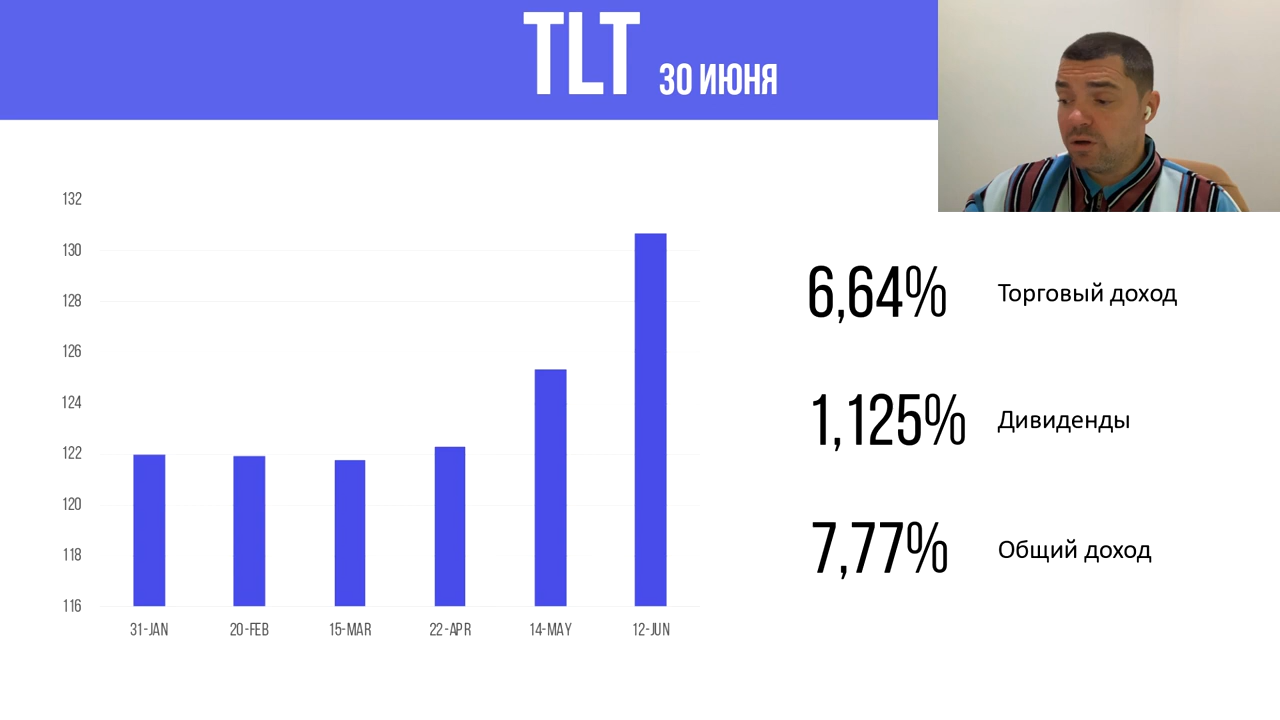 TLT 30 ИЮНЯ
132
130
128
126
124
122
120
118
116
31-JAN 20-FEB 15-MAR 22-APR 14-MAY 12-JUN
6,64% Торговый доход
1,125% Дивиденды
7,77% Общий доход